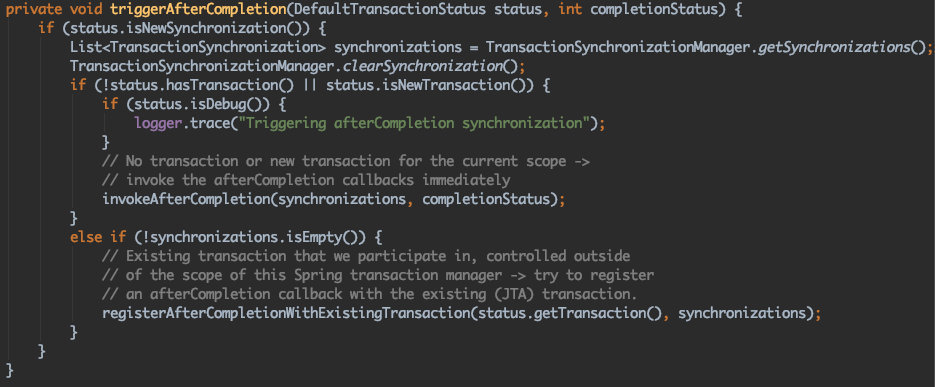 private void triggerAfterCompletion(DefaultTransactionStatus status, int completionStatus) {
if (status.isNewSynchronization()) {
List<TransactionSynchronization> synchronizations = TransactionSynchronizationManager.getSynchronizations();
TransactionSynchronizationManager.clearSynchronization();
if (!status.hasTransaction() || status.isNewTransaction()) {
if (status.isDebug()) {
logger.trace("Triggering afterCompletion synchronization");
}
// No transaction or new transaction for the current scope ->
// invoke the afterCompletion callbacks immediately
invokeAfterCompletion(synchronizations, completionStatus);
}
else if (!synchronizations.isEmpty()) {
// Existing transaction that we participate in, controlled outside
// of the scope of this Spring transaction manager -> try to register
// an afterCompletion callback with the existing (JTA) transaction.
registerAfterCompletionWithExistingTransaction(status.getTransaction(), synchronizations);
}
}
}